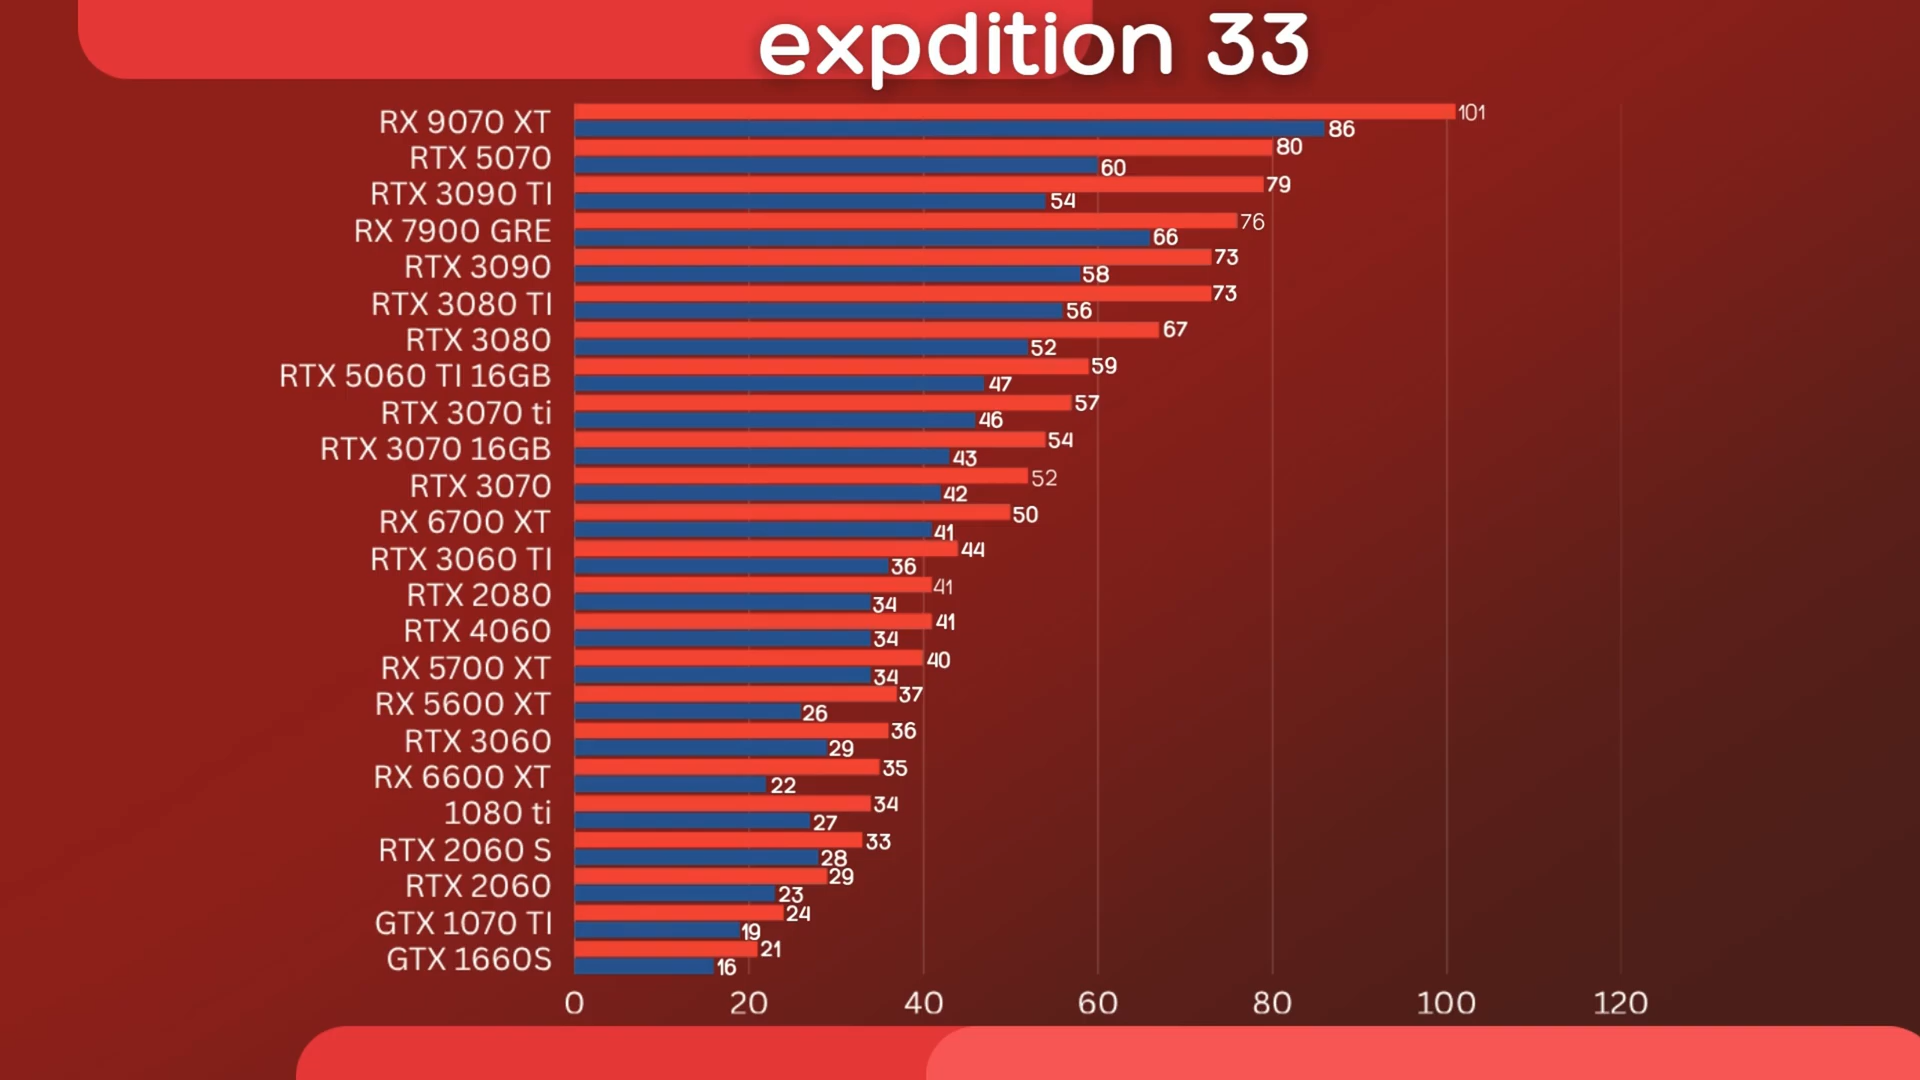 expdition 33
RX 9070 XT 101 86
RTX 5070 80 60
RTX 3090 TI 79 54
RX 7900 GRE 76 66
RTX 3090 73 58
RTX 3080 TI 73 56
RTX 3080 67 52
RTX 5060 TI 16GB 59 47
RTX 3070 ti 57 46
RTX 3070 16GB 54 43
RTX 3070 52 42
RX 6700 XT 50 41
RTX 3060 TI 44 36
RTX 2080 41 34
RTX 4060 41 34
RX 5700 XT 40 34
RX 5600 XT 37 26
RTX 3060 36 29
RX 6600 XT 35 22
1080 ti 34 27
RTX 2060 S 33 28
RTX 2060 29 23
GTX 1070 TI 24 19
GTX 1660S 21 16
0 20 40 60 80 100 120